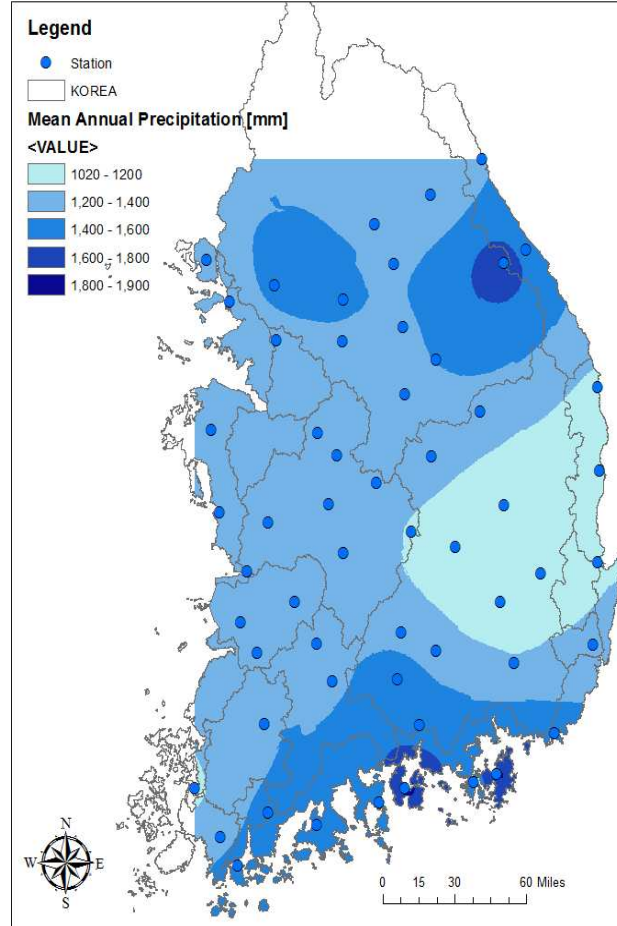 Legend
Station
KOREA
Mean Annual Precipitation [mm]
<VALUE>
1020 - 1200
1,200 - 1,400
1,400 - 1,600
1,600 - 1,800
1,800 - 1,900
N
W E
S
0 15 30 60 Miles